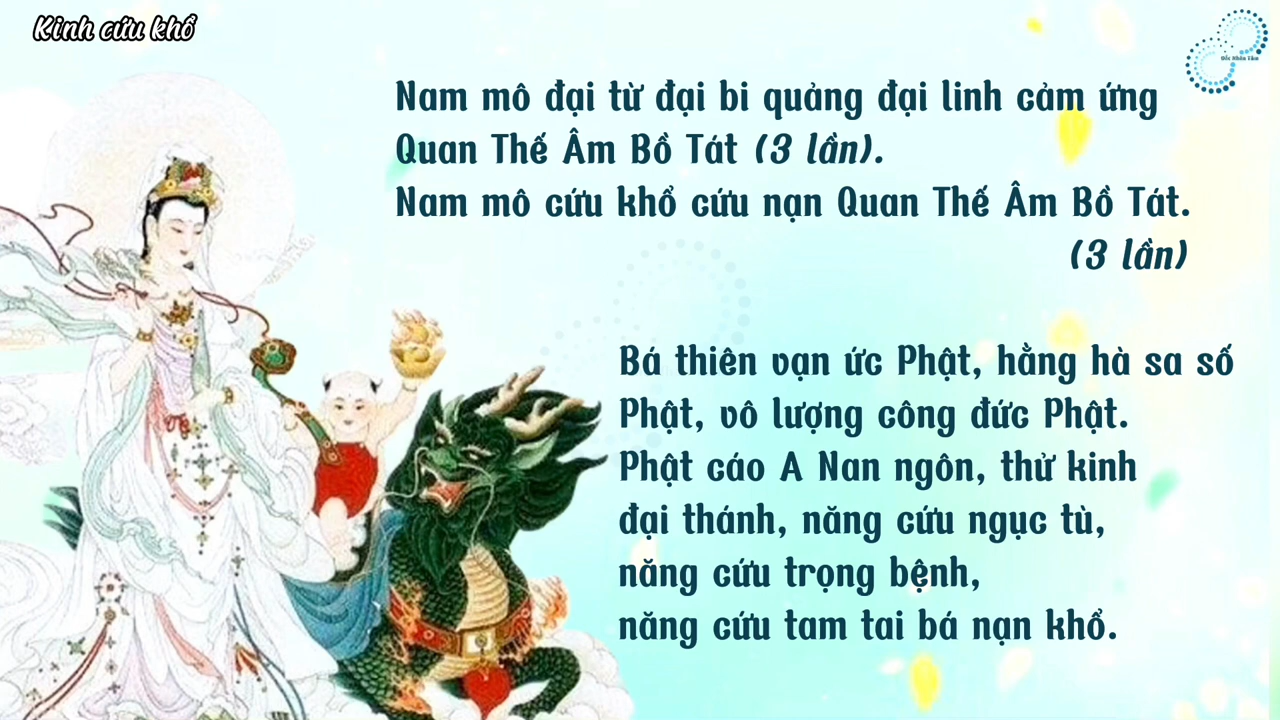 Kinh cứu khổ
Đắc Nhân Tâm
Nam mô đại từ đại bi quảng đại linh cảm ứng
Quan Thế Âm Bồ Tát (3 lần).
Nam mô cứu khổ cứu nạn Quan Thế Âm Bồ Tát.
(3 lần)
Bá thiên vạn ức Phật, hằng hà sa số
Phật, vô lượng công đức Phật.
Phật cáo A Nan ngôn, thử kinh
đại thánh, năng cứu ngục tù,
năng cứu trọng bệnh,
năng cứu tam tai bá nạn khổ.